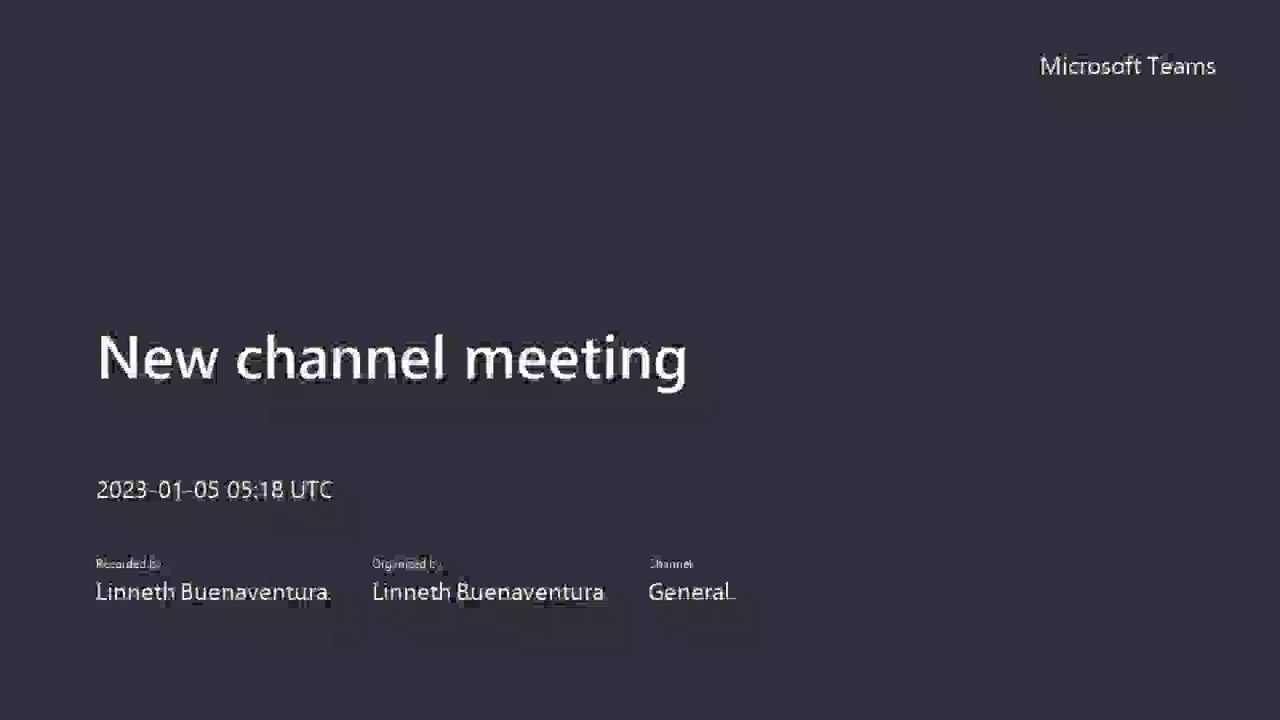 Microsoft Teams
New channel meeting
2023-01-05 05:18 UTC
Recorded by Organized by Channel
Linneth Buenaventura Linneth Buenaventura General